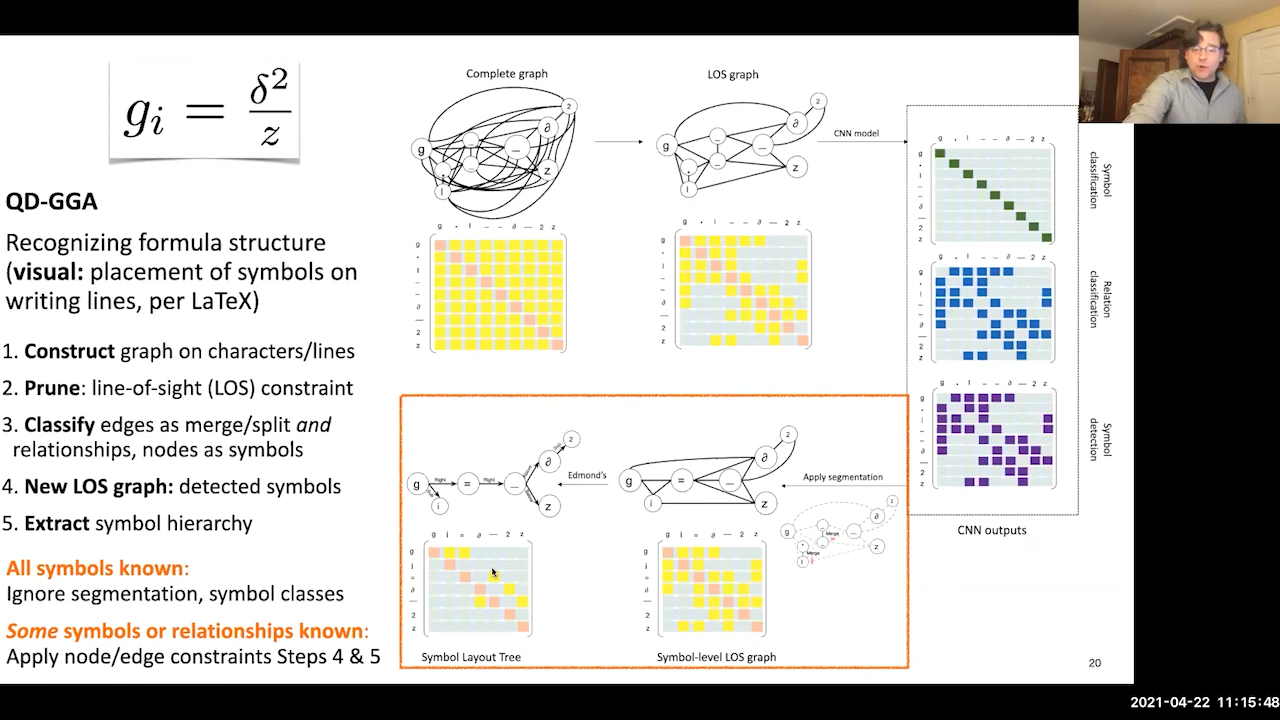 g_i = δ^2 / z
QD-GGA
Recognizing formula structure
(visual: placement of symbols on
writing lines, per LaTeX)
1. Construct graph on characters/lines
2. Prune: line-of-sight (LOS) constraint
3. Classify edges as merge/split and
relationships, nodes as symbols
4. New LOS graph: detected symbols
5. Extract symbol hierarchy
All symbols known:
Ignore segmentation, symbol classes
Some symbols or relationships known:
Apply node/edge constraints Steps 4 & 5
Complete graph
LOS graph
CNN model
Symbol
classification
Relation
classification
Symbol
detection
CNN outputs
Apply segmentation
Merge
Merge
Edmond's
Right
Right
Symbol Layout Tree
Symbol-level LOS graph
20
2021-04-22 11:15:48